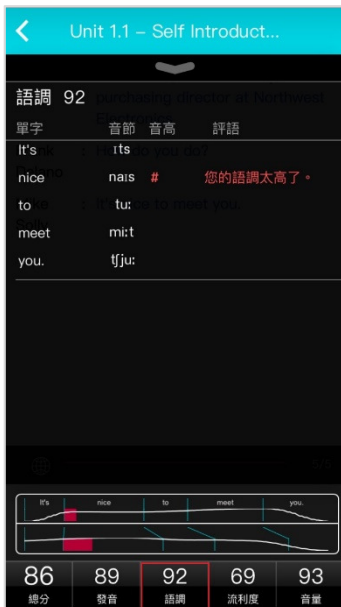 Unit 1.1 – Self Introduct...
語調 92
purchasing director at Northwest
單字 音節 音高 評語
It's ɪts
: How do you do?
nice naɪs # 您的語調太高了。
to tuː
: It's nice to meet you.
meet miːt
you. tʃjuː
It's nice to meet you.
86 89 92 69 93
總分 發音 語調 流利度 音量